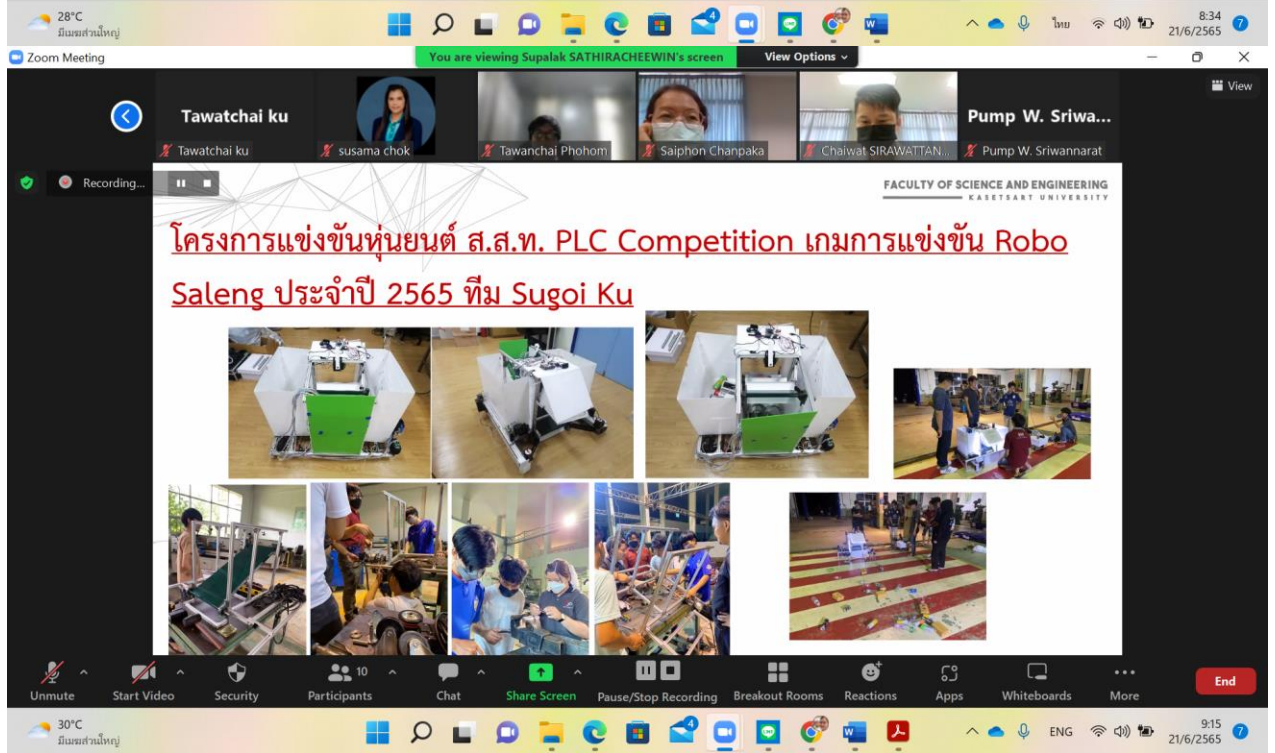 28°C
มีเมฆส่วนใหญ่
4
ไทย
8:34
21/6/2565
7
Zoom Meeting
You are viewing Supalak SATHIRACHEEWIN's screen
View Options
View
Tawatchai ku
Pump W. Sriwa...
Tawatchai ku
susama chok
Tawanchai Phohom
Saiphon Chanpaka
Chaiwat SIRAWATTAN...
Pump W. Sriwannarat
Recording...
FACULTY OF SCIENCE AND ENGINEERING
KASETSART UNIVERSITY
โครงการแข่งขันหุ่นยนต์ ส.ส.ท. PLC Competition เกมการแข่งขัน Robo
Saleng ประจำปี 2565 ทีม Sugoi Ku
10
Unmute
Start Video
Security
Participants
Chat
Share Screen
Pause/Stop Recording
Breakout Rooms
Reactions
Apps
Whiteboards
More
End
30°C
มีเมฆส่วนใหญ่
4
ENG
9:15
21/6/2565
7